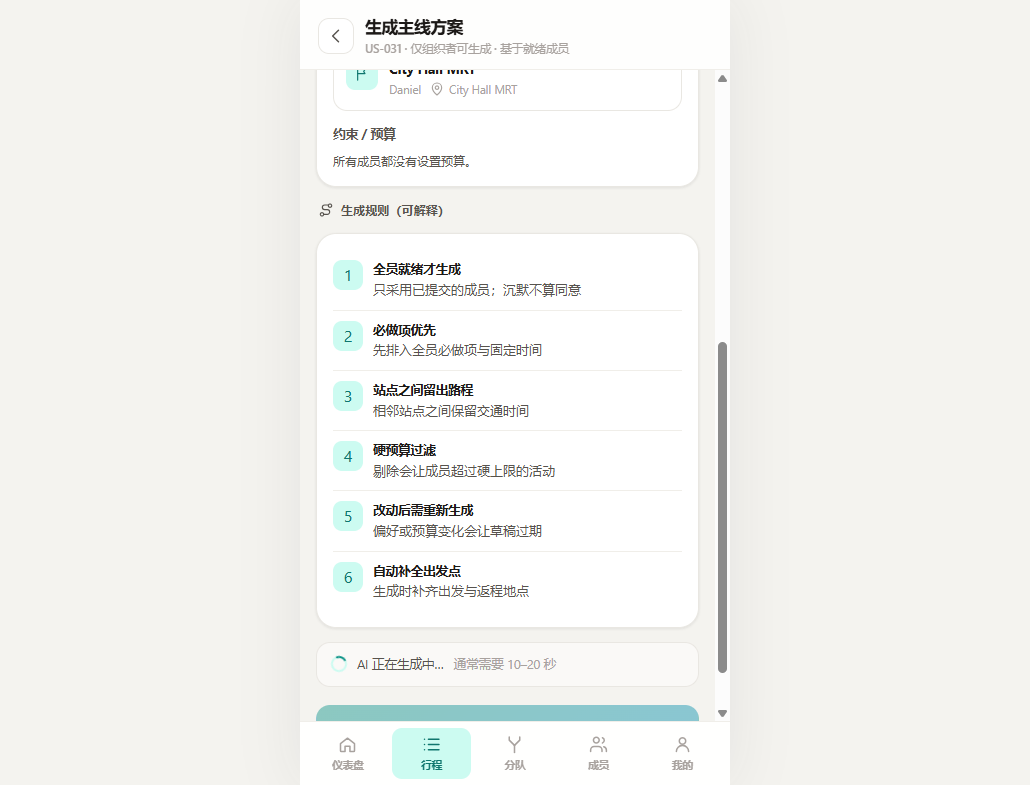 生成主线方案
US-031 · 仅组织者可生成 · 基于就绪成员
City Hall MRT
Daniel City Hall MRT
约束 / 预算
所有成员都没有设置预算。
生成规则（可解释）
1 全员就绪才生成
只采用已提交的成员；沉默不算同意
2 必做项优先
先排入全员必做项与固定时间
3 站点之间留出路程
相邻站点之间保留交通时间
4 硬预算过滤
剔除会让成员超过硬上限的活动
5 改动后需重新生成
偏好或预算变化会让草稿过期
6 自动补全出发点
生成时补齐出发与返程地点
AI 正在生成中... 通常需要 10–20 秒
仪表盘 行程 分队 成员 我的